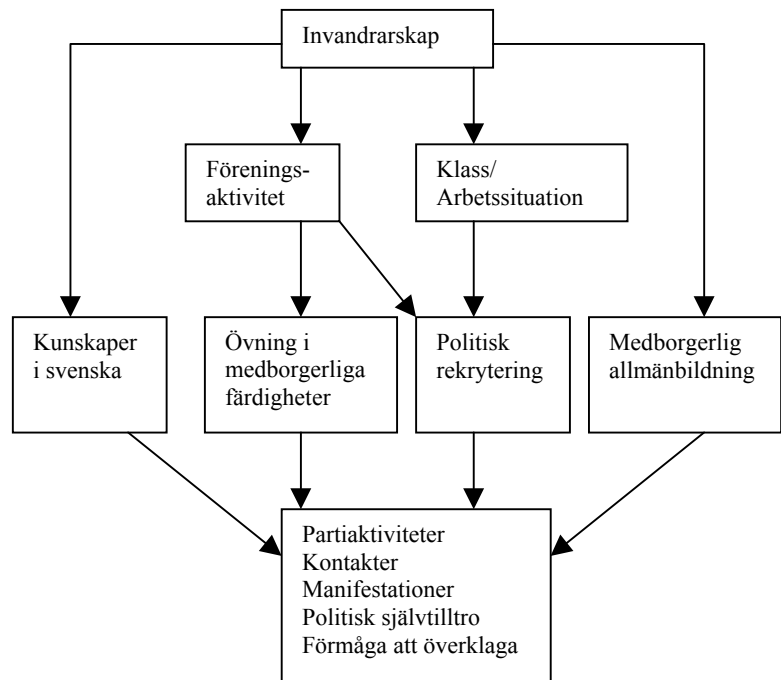 Invandrarskap
Förenings-
aktivitet
Klass/
Arbetssituation
Kunskaper
i svenska
Övning i
medborgerliga
färdigheter
Politisk
rekrytering
Medborgerlig
allmänbildning
Partiaktiviteter
Kontakter
Manifestationer
Politisk självtilltro
Förmåga att överklaga